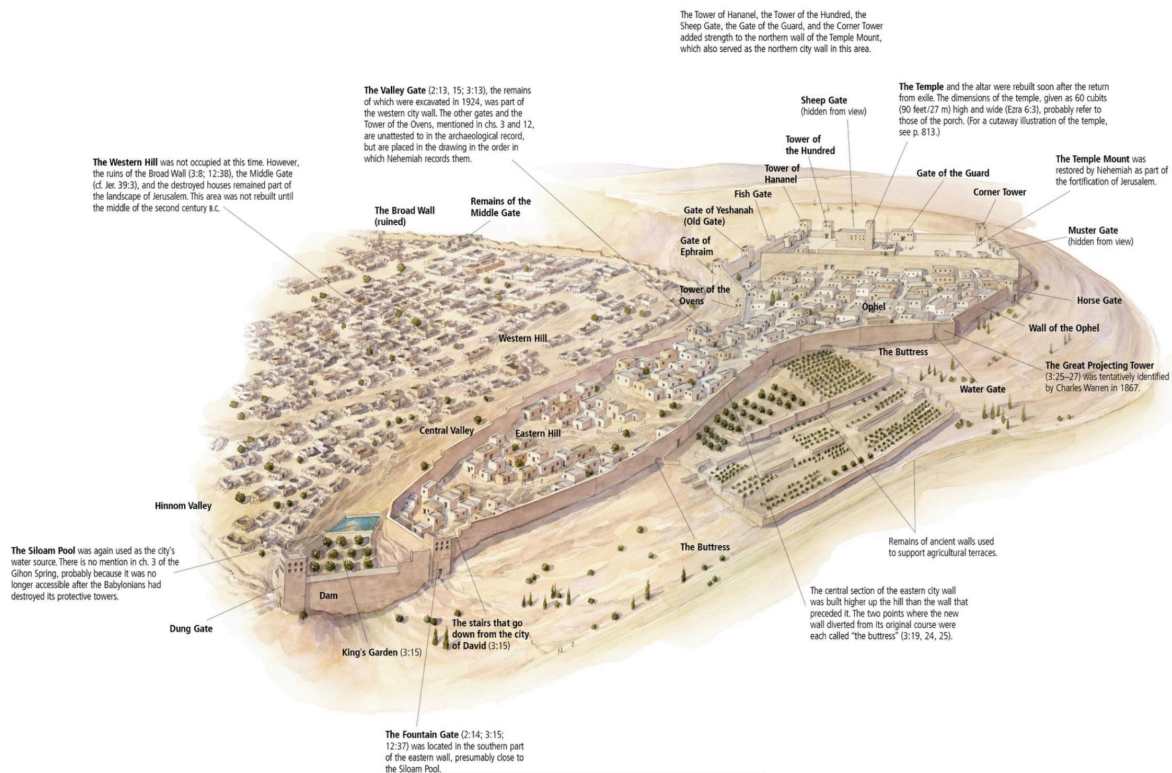 The Tower of Hananel, the Tower of the Hundred, the
Sheep Gate, the Gate of the Guard, and the Corner Tower
added strength to the northern wall of the Temple Mount,
which also served as the northern city wall in this area.
The Valley Gate (2:13, 15; 3:13), the remains
of which were excavated in 1924, was part of
the western city wall. The other gates and the
Tower of the Ovens, mentioned in chs. 3 and 12,
are unattested to in the archaeological record,
but are placed in the drawing in the order in
which Nehemiah records them.
The Temple and the altar were rebuilt soon after the return
from exile. The dimensions of the temple, given as 60 cubits
(90 feet/27 m) high and wide (Ezra 6:3), probably refer to
those of the porch. (For a cutaway illustration of the temple,
see p. 813.)
Sheep Gate
(hidden from view)
Tower of
the Hundred
The Western Hill was not occupied at this time. However,
the ruins of the Broad Wall (3:8; 12:38), the Middle Gate
(cf. Jer. 39:3), and the destroyed houses remained part of
the landscape of Jerusalem. This area was not rebuilt until
the middle of the second century B.C.
The Temple Mount was
restored by Nehemiah as part of
the fortification of Jerusalem.
Tower of
Hananel
Gate of the Guard
Corner Tower
Fish Gate
The Broad Wall
(ruined)
Remains of the
Middle Gate
Gate of Yeshanah
(Old Gate)
Muster Gate
(hidden from view)
Gate of
Ephraim
Tower of the
Ovens
Ophel
Horse Gate
Wall of the Ophel
Western Hill
The Buttress
The Great Projecting Tower
(3:25–27) was tentatively identified
by Charles Warren in 1867.
Water Gate
Central Valley
Eastern Hill
Hinnom Valley
The Siloam Pool was again used as the city's
water source. There is no mention in ch. 3 of the
Gihon Spring, probably because it was no
longer accessible after the Babylonians had
destroyed its protective towers.
The Buttress
Remains of ancient walls used
to support agricultural terraces.
Dam
The central section of the eastern city wall
was built higher up the hill than the wall that
preceded it. The two points where the new
wall diverted from its original course were
each called "the buttress" (3:19, 24, 25).
Dung Gate
The stairs that go
down from the city
of David (3:15)
King's Garden (3:15)
The Fountain Gate (2:14; 3:15;
12:37) was located in the southern part
of the eastern wall, presumably close to
the Siloam Pool.